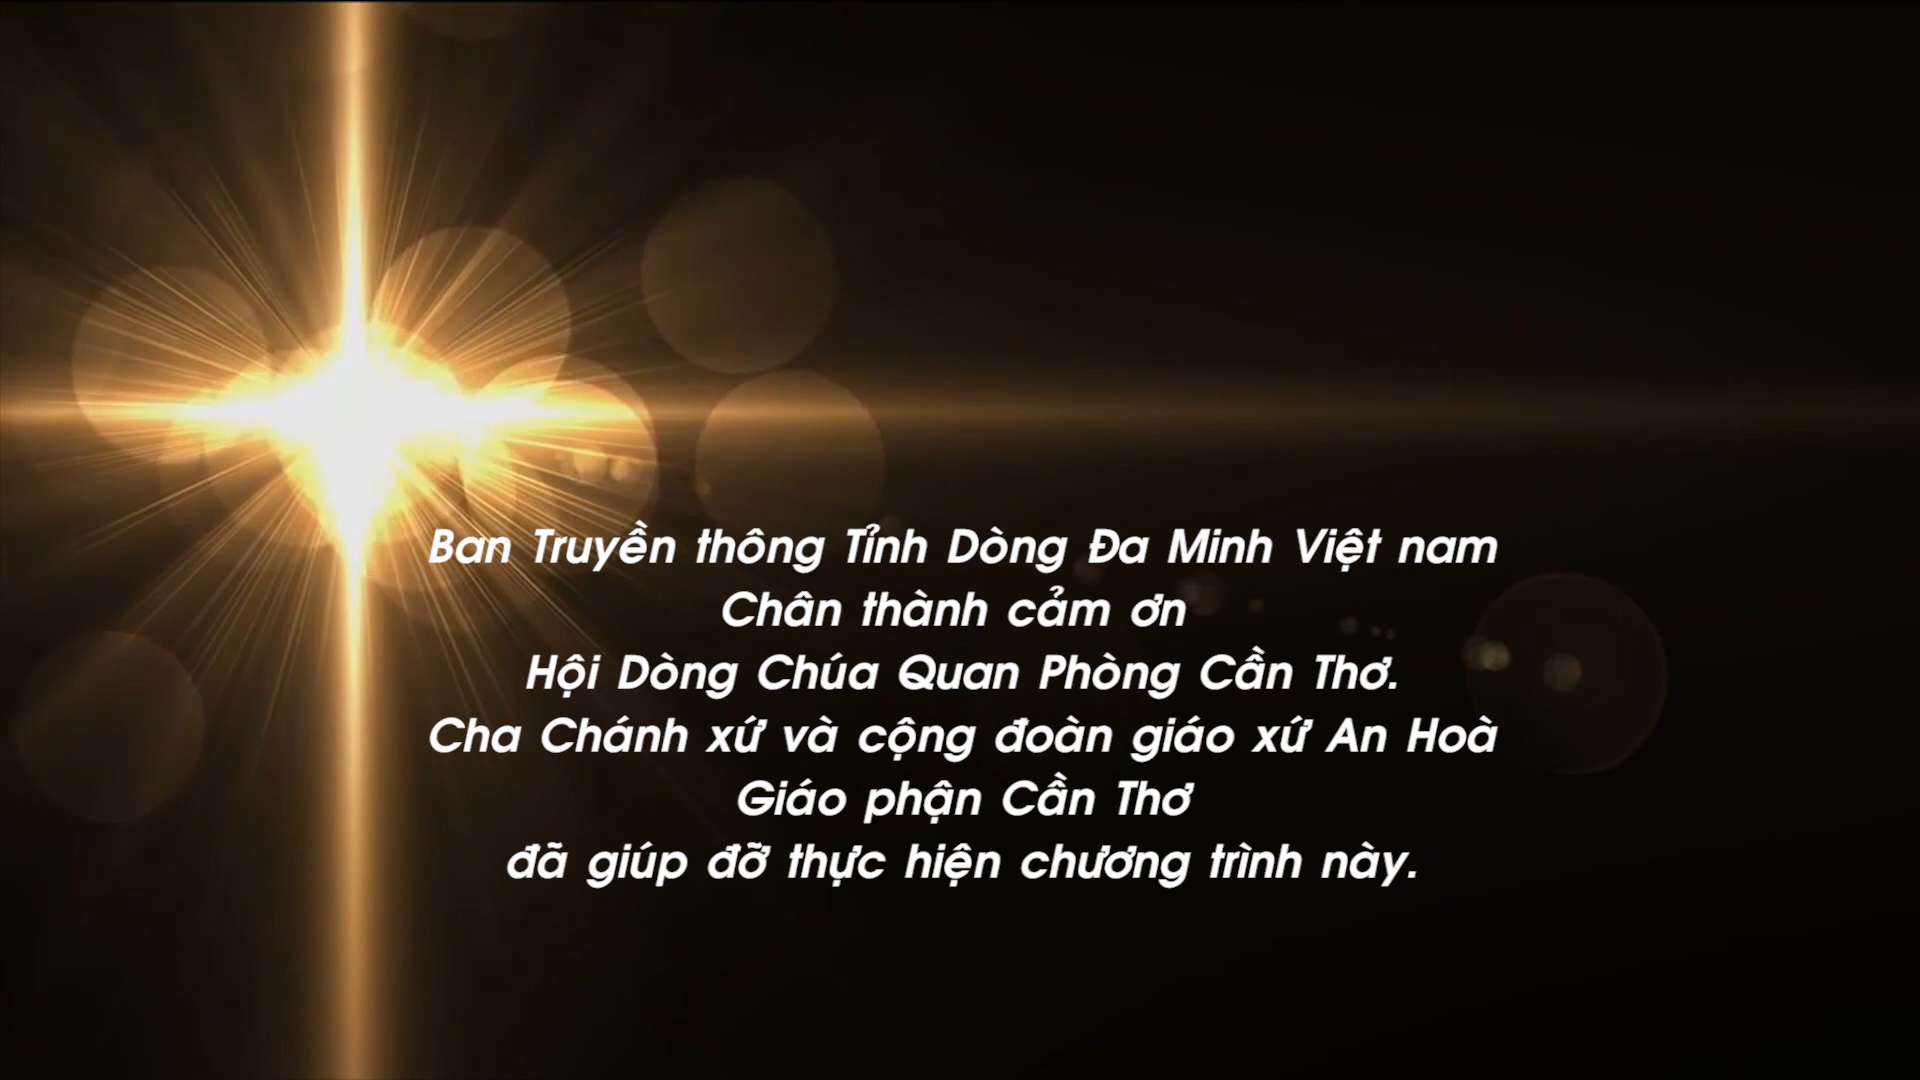 Ban Truyền thông Tỉnh Dòng Đa Minh Việt nam
Chân thành cảm ơn
Hội Dòng Chúa Quan Phòng Cần Thơ.
Cha Chánh xứ và cộng đoàn giáo xứ An Hoà
Giáo phận Cần Thơ
đã giúp đỡ thực hiện chương trình này.